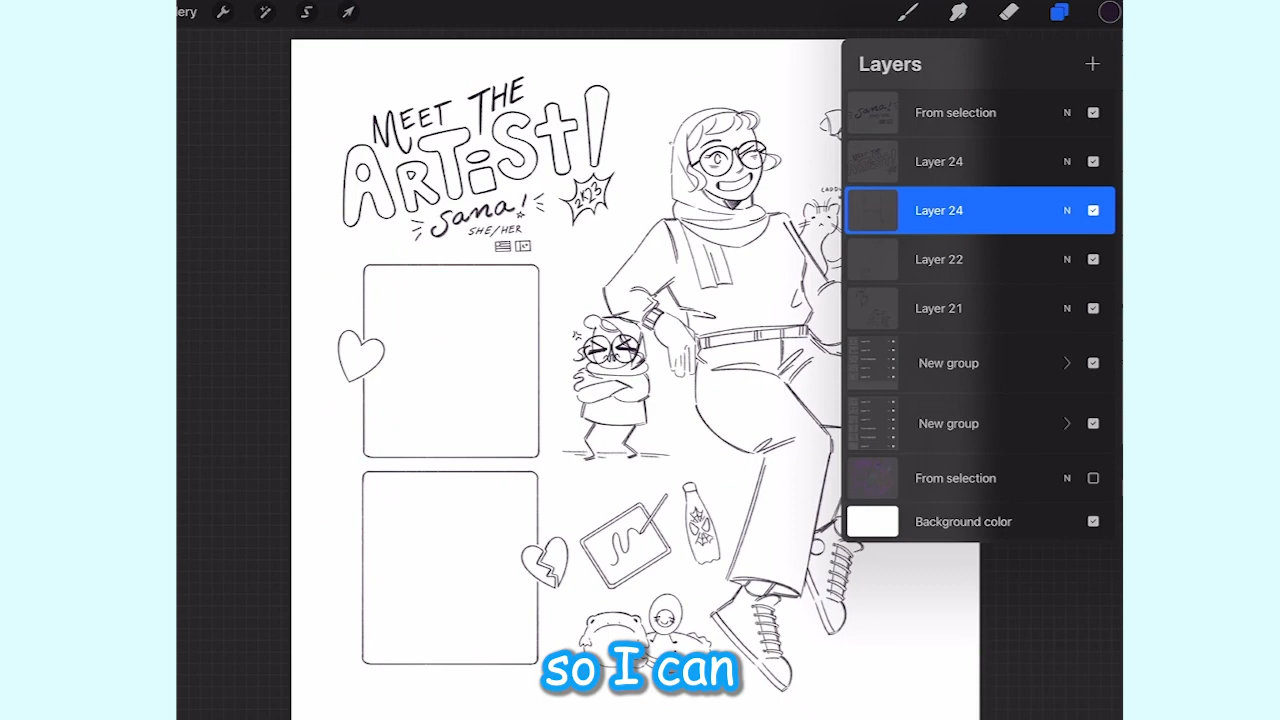 lery
MEET THE
ARTiST!
sana!
SHE/HER
2023
Layers
From selection N
Layer 24 N
Layer 24 N
Layer 22 N
Layer 21 N
New group
New group
From selection N
Background color
so I can